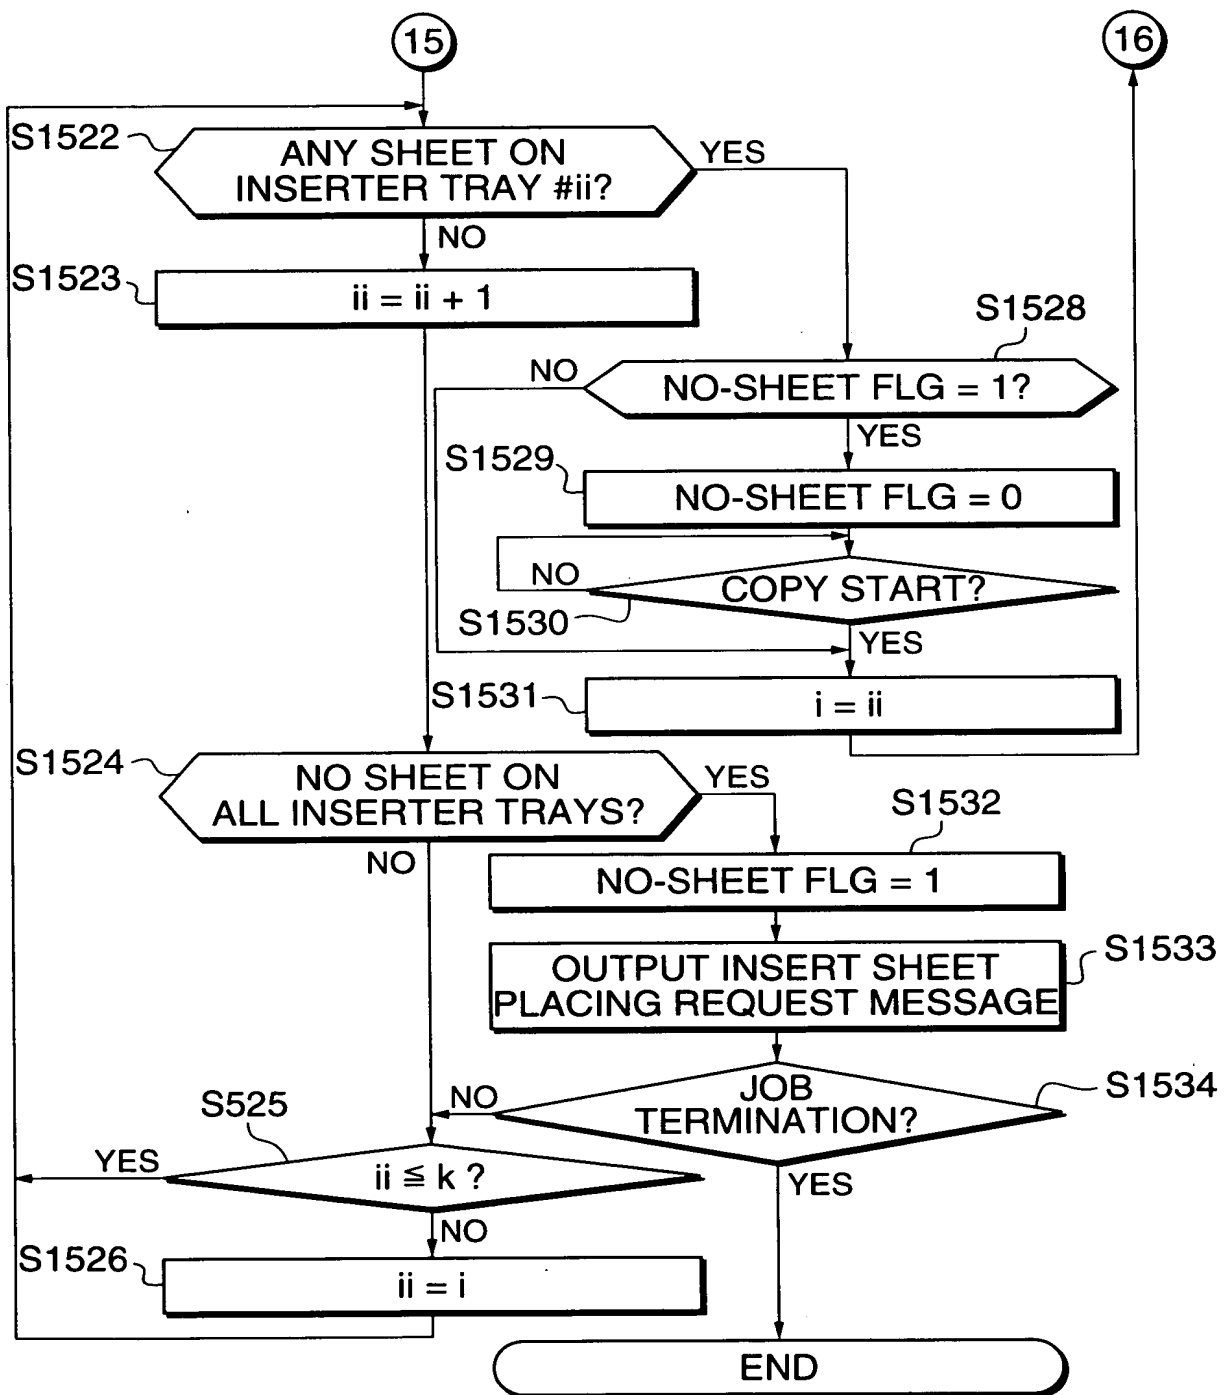 15
16
S1522
ANY SHEET ON
INSERTER TRAY #ii?
YES
NO
S1523
ii = ii + 1
S1528
NO
NO-SHEET FLG = 1?
YES
S1529
NO-SHEET FLG = 0
NO
COPY START?
S1530
YES
S1531
i = ii
S1524
NO SHEET ON
ALL INSERTER TRAYS?
YES
NO
S1532
NO-SHEET FLG = 1
S1533
OUTPUT INSERT SHEET
PLACING REQUEST MESSAGE
S1534
JOB
TERMINATION?
NO
YES
S525
YES
ii ≦ k ?
NO
S1526
ii = i
END